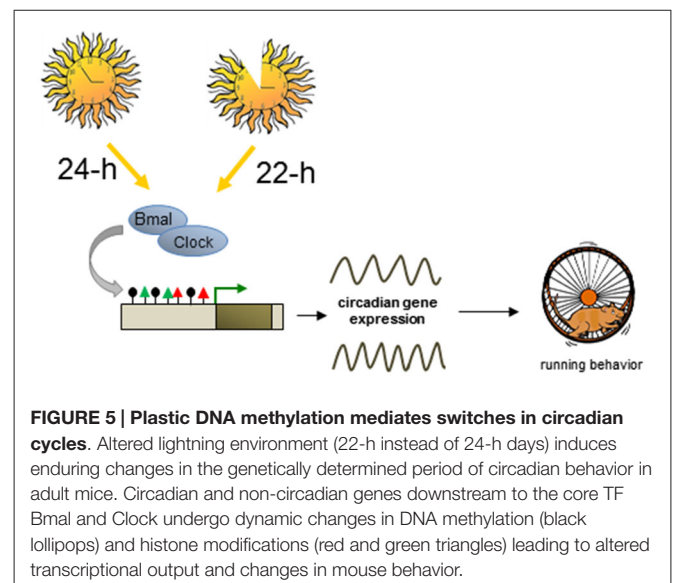 24-h
22-h
Bmal
Clock
circadian gene
expression
running behavior
FIGURE 5 | Plastic DNA methylation mediates switches in circadian
cycles. Altered lightning environment (22-h instead of 24-h days) induces
enduring changes in the genetically determined period of circadian behavior in
adult mice. Circadian and non-circadian genes downstream to the core TF
Bmal and Clock undergo dynamic changes in DNA methylation (black
lollipops) and histone modifications (red and green triangles) leading to altered
transcriptional output and changes in mouse behavior.